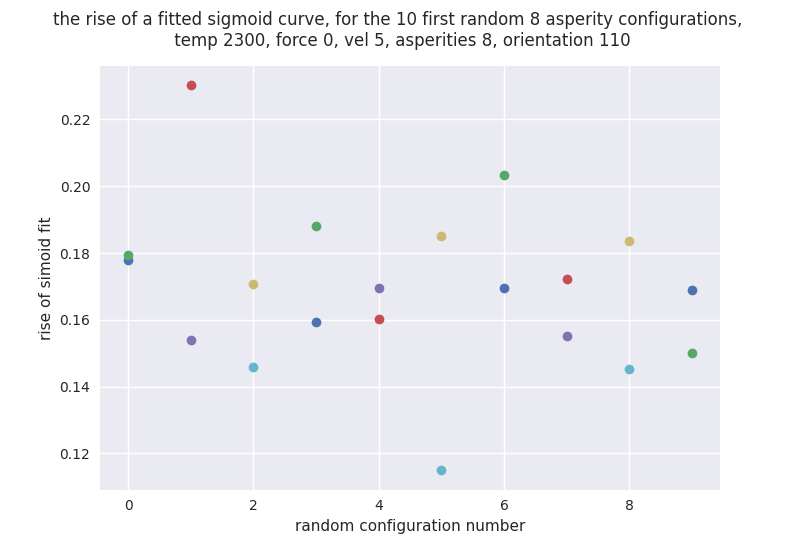 the rise of a fitted sigmoid curve, for the 10 first random 8 asperity configurations,
temp 2300, force 0, vel 5, asperities 8, orientation 110
0.22
0.20
0.18
0.16
0.14
0.12
rise of simoid fit
0 2 4 6 8
random configuration number